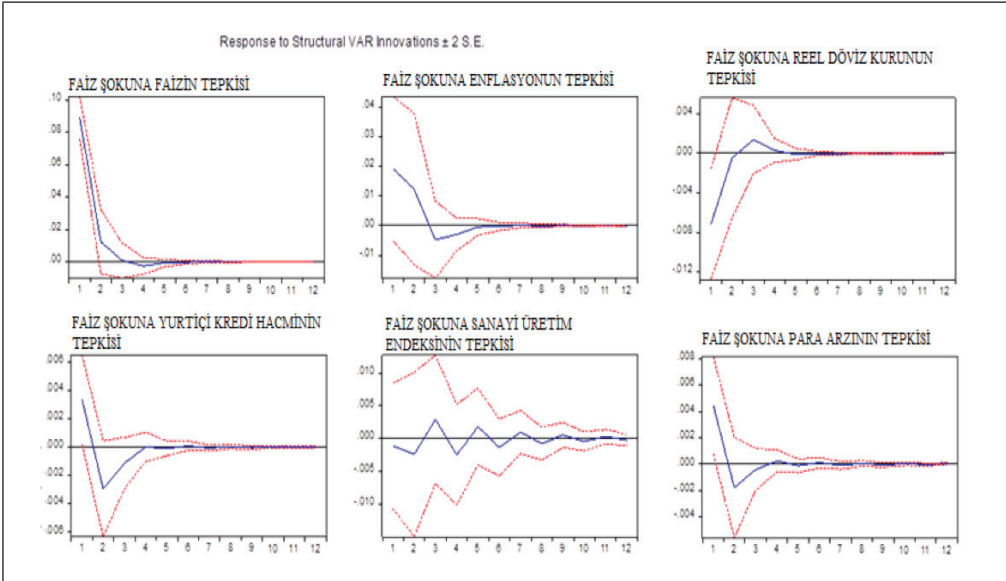 Response to Structural VAR Innovations ± 2 S.E.
FAİZ ŞOKUNA FAİZİN TEPKİSİ
.10
.08
.06
.04
.02
.00
1 2 3 4 5 6 7 8 9 10 11 12
FAİZ ŞOKUNA ENFLASYONUN TEPKİSİ
.04
.03
.02
.01
.00
-.01
1 2 3 4 5 6 7 8 9 10 11 12
FAİZ ŞOKUNA REEL DÖVİZ KURUNUN
TEPKİSİ
.004
.000
-.004
-.008
-.012
1 2 3 4 5 6 7 8 9 10 11 12
FAİZ ŞOKUNA YURTİÇİ KREDİ HACMİNİN
TEPKİSİ
.006
.004
.002
.000
-.002
-.004
-.006
1 2 3 4 5 6 7 8 9 10 11 12
FAİZ ŞOKUNA SANAYİ ÜRETİM
ENDEKSİNİN TEPKİSİ
.010
.005
.000
-.005
-.010
1 2 3 4 5 6 7 8 9 10 11 12
FAİZ ŞOKUNA PARA ARZININ TEPKİSİ
.008
.006
.004
.002
.000
-.002
-.004
1 2 3 4 5 6 7 8 9 10 11 12